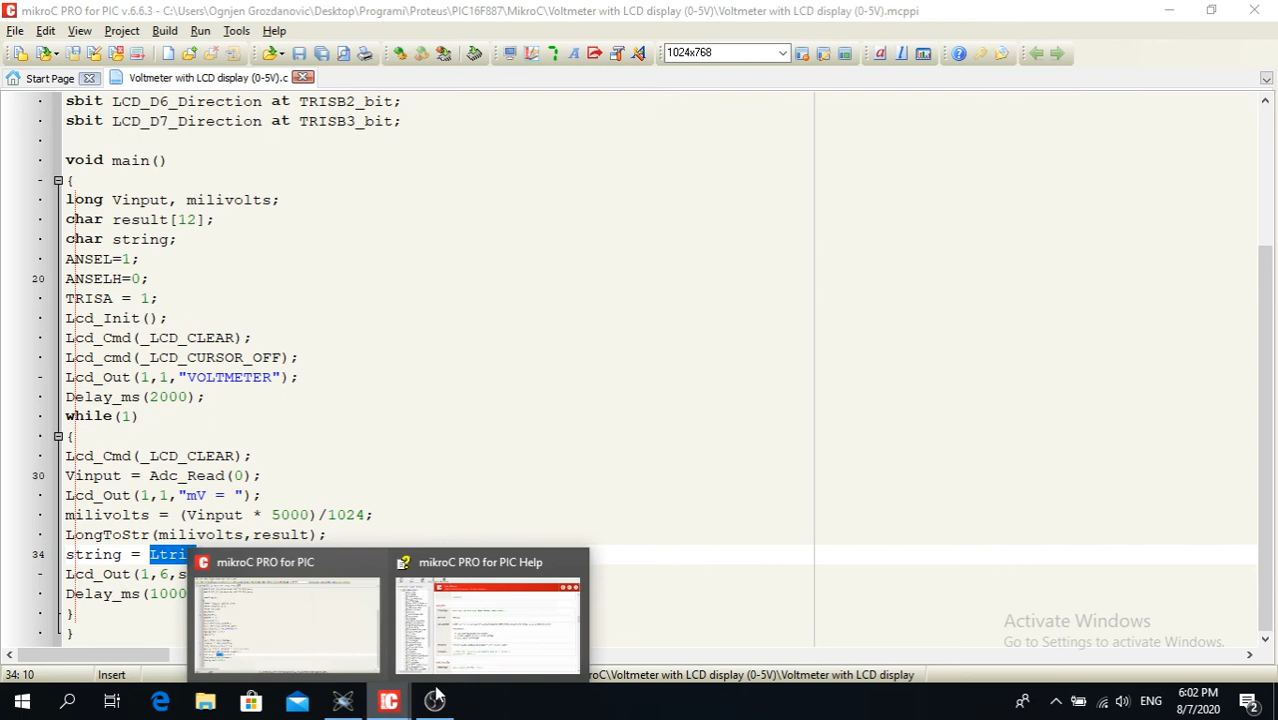 mikroC PRO for PIC v.6.6.3 - C:\Users\Ognjen Grozdanovic\Desktop\Programi\Proteus\PIC16F887\MikroC\Voltmeter with LCD display (0-5V)\Voltmeter with LCD display (0-5V).mcppi
File Edit View Project Build Run Tools Help
1024x768
Start Page Voltmeter with LCD display (0-5V).c
sbit LCD_D6_Direction at TRISB2_bit;
sbit LCD_D7_Direction at TRISB3_bit;
void main()
{
long Vinput, milivolts;
char result[12];
char string;
ANSEL=1;
20 ANSELH=0;
TRISA = 1;
Lcd_Init();
Lcd_Cmd(_LCD_CLEAR);
Lcd_cmd(_LCD_CURSOR_OFF);
Lcd_Out(1,1,"VOLTMETER");
Delay_ms(2000);
while(1)
{
Lcd_Cmd(_LCD_CLEAR);
30 Vinput = Adc_Read(0);
Lcd_Out(1,1,"mV = ");
milivolts = (Vinput * 5000)/1024;
LongToStr(milivolts,result);
34 string = Ltri
Lcd_Out(1,6,s
Delay_ms(1000
}
}
mikroC PRO for PIC mikroC PRO for PIC Help
Activate Windows
Go to Settings to activate Windows.
34:10 Insert roC\Voltmeter with LCD display (0-5V)\Voltmeter with LCD display (0-5V)
ENG 6:02 PM
8/7/2020
2